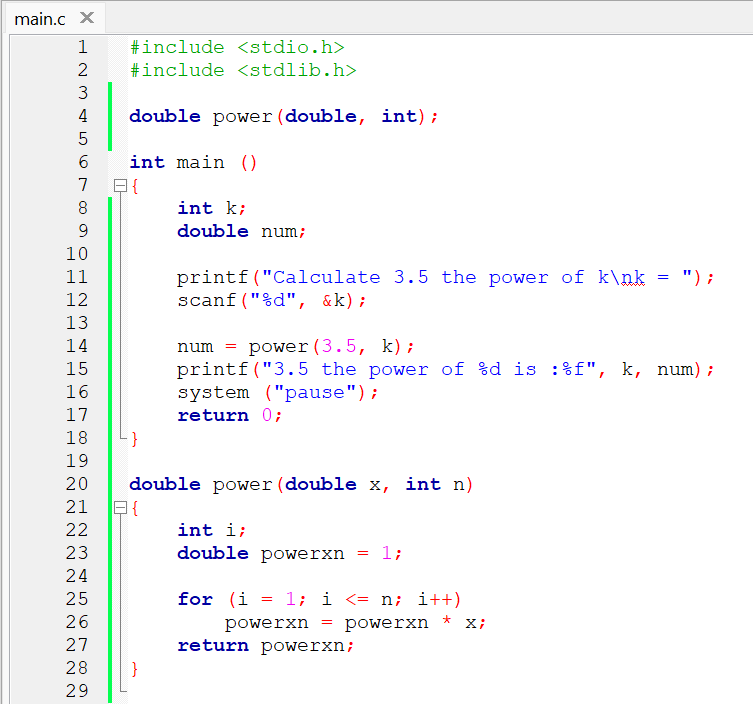 main.c
1 #include <stdio.h>
2 #include <stdlib.h>
3
4 double power(double, int);
5
6 int main ()
7 {
8     int k;
9     double num;
10
11     printf("Calculate 3.5 the power of k\nk = ");
12     scanf("%d", &k);
13
14     num = power(3.5, k);
15     printf("3.5 the power of %d is :%f", k, num);
16     system ("pause");
17     return 0;
18 }
19
20 double power(double x, int n)
21 {
22     int i;
23     double powerxn = 1;
24
25     for (i = 1; i <= n; i++)
26         powerxn = powerxn * x;
27     return powerxn;
28 }
29